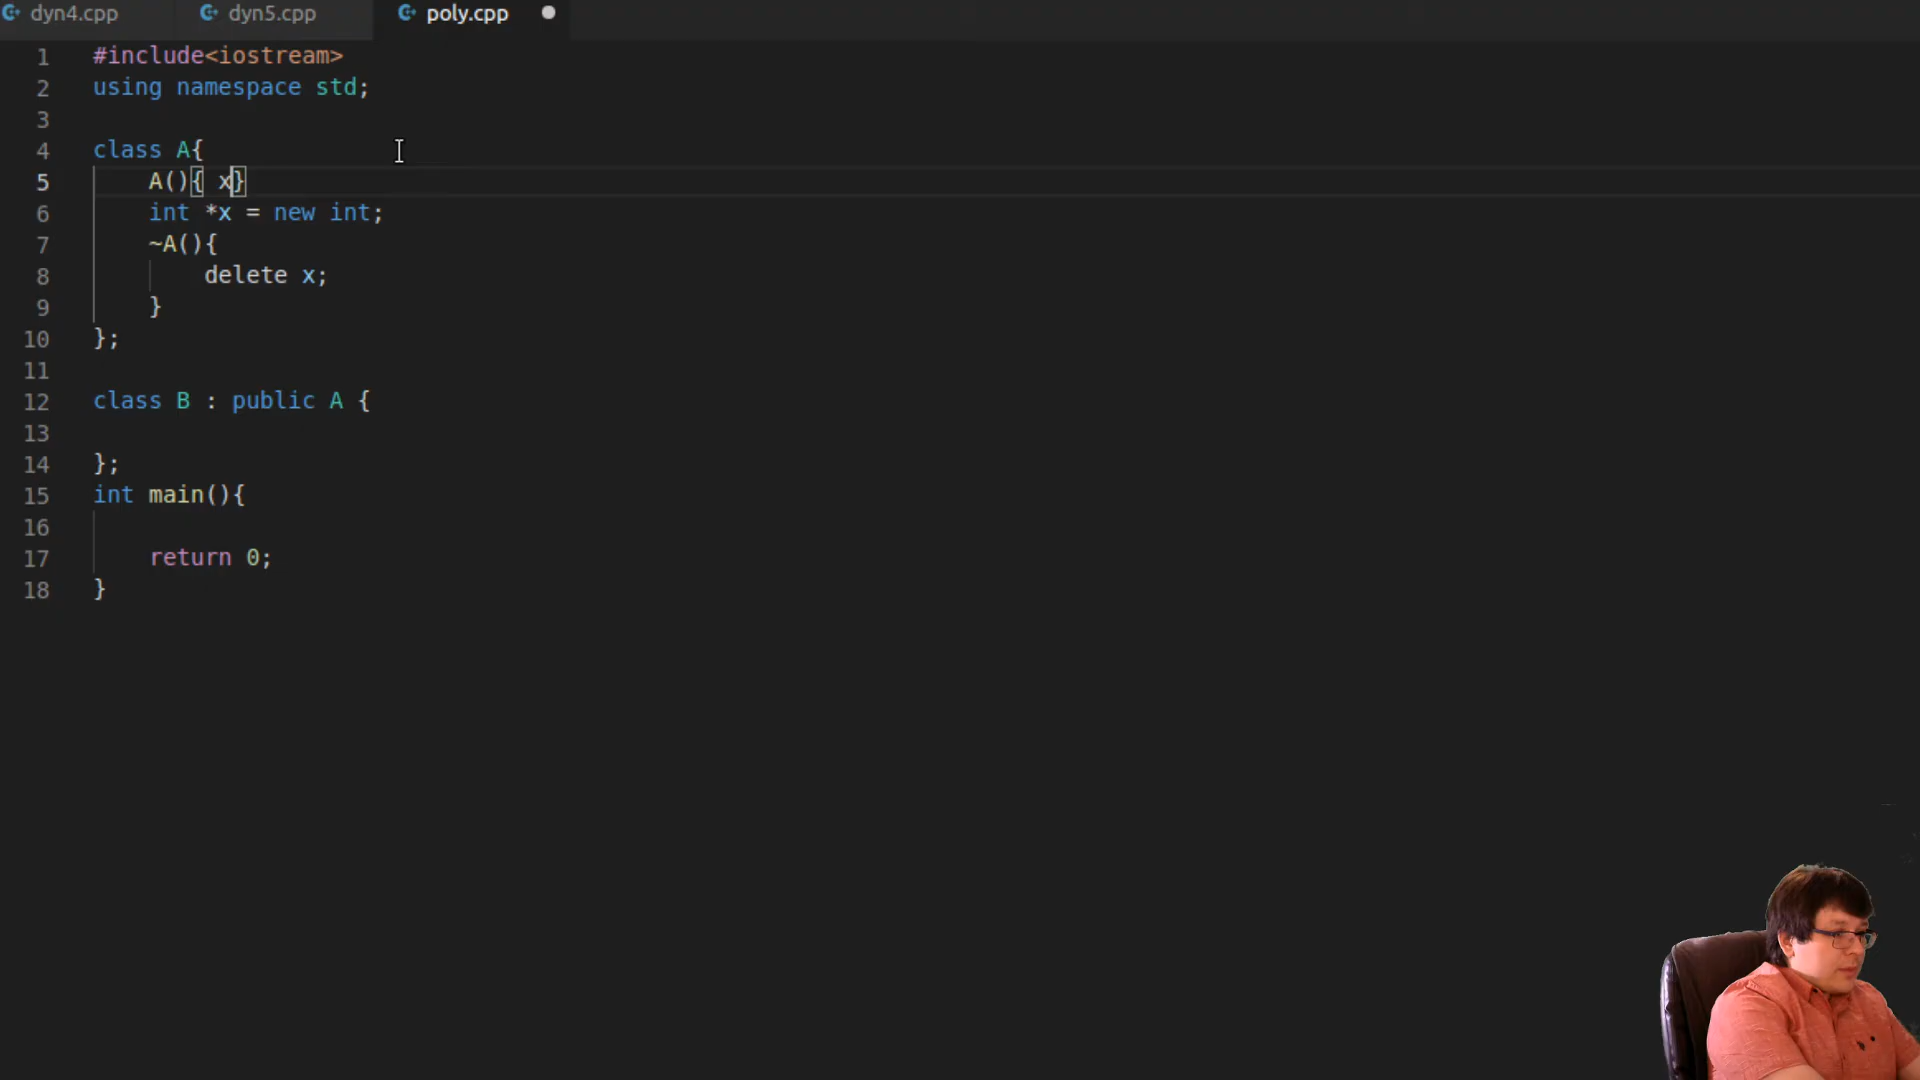 dyn4.cpp dyn5.cpp poly.cpp
1 #include<iostream>
2 using namespace std;
3
4 class A{
5 A(){ x}
6 int *x = new int;
7 ~A(){
8 delete x;
9 }
10 };
11
12 class B : public A {
13
14 };
15 int main(){
16
17 return 0;
18 }